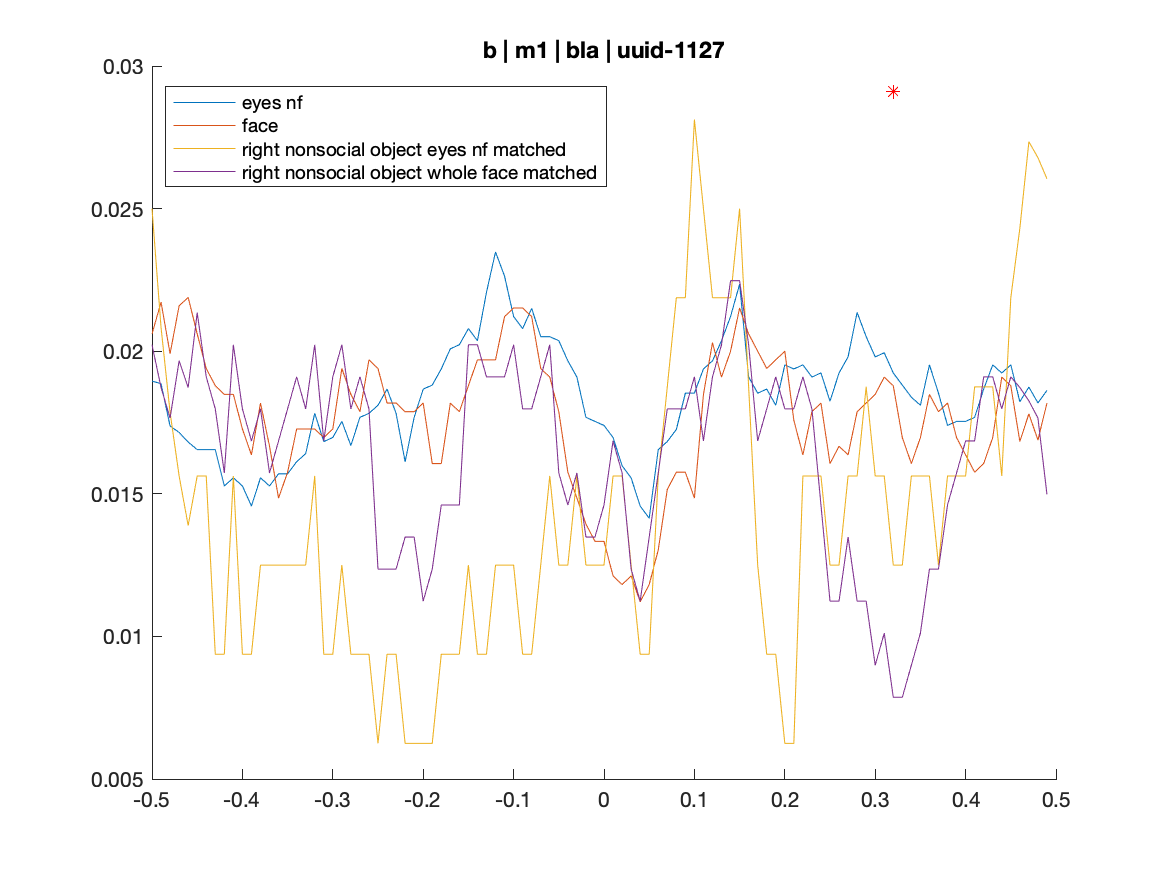 b | m1 | bla | uuid-1127
0.03
0.025
0.02
0.015
0.01
0.005
eyes nf
face
right nonsocial object eyes nf matched
right nonsocial object whole face matched
-0.5 -0.4 -0.3 -0.2 -0.1 0 0.1 0.2 0.3 0.4 0.5